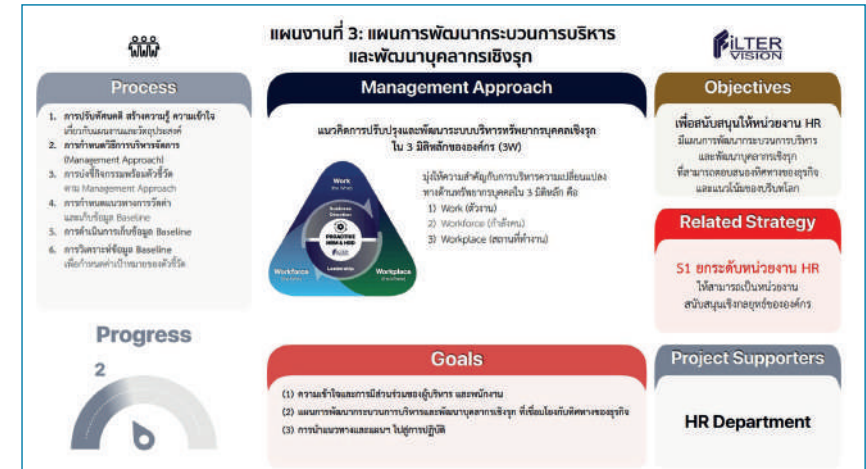 แผนงานที่ 3: แผนการพัฒนากระบวนการบริหาร
และพัฒนาบุคลากรเชิงรุก
FILTER
VISION
Process
1. การปรับทัศนคติ สร้างความรู้ ความเข้าใจ
เกี่ยวกับแผนงานและวัตถุประสงค์
2. การกำหนดวิธีการบริหารจัดการ
(Management Approach)
3. การบ่งชี้กิจกรรมพร้อมตัวชี้วัด
ตาม Management Approach
4. การกำหนดแนวทางการวัดค่า
และเก็บข้อมูล Baseline
5. การดำเนินการเก็บข้อมูล Baseline
6. การวิเคราะห์ข้อมูล Baseline
เพื่อกำหนดค่าเป้าหมายของตัวชี้วัด
Progress
2
6
Management Approach
แนวคิดการปรับปรุงและพัฒนาระบบบริหารทรัพยากรบุคคลเชิงรุก
ใน 3 มิติหลักขององค์กร (3W)
Work
Business
Direction
PROACTIVE
HRM & HRD
FILTER
Leadership
Workforce
Workplace
มุ่งให้ความสำคัญกับการบริหารความเปลี่ยนแปลง
ทางด้านทรัพยากรบุคคลใน 3 มิติหลัก คือ
1) Work (ตัวงาน)
2) Workforce (กำลังคน)
3) Workplace (สถานที่ทำงาน)
Goals
(1) ความเข้าใจและการมีส่วนร่วมของผู้บริหาร และพนักงาน
(2) แผนการพัฒนากระบวนการบริหารและพัฒนาบุคลากรเชิงรุก ที่เชื่อมโยงกับทิศทางของธุรกิจ
(3) การนำแนวทางและแผนฯ ไปสู่การปฏิบัติ
Objectives
เพื่อสนับสนุนให้หน่วยงาน HR
มีแผนการพัฒนากระบวนการบริหาร
และพัฒนาบุคลากรเชิงรุก
ที่สามารถตอบสนองทิศทางของธุรกิจ
และแนวโน้มของบริบทโลก
Related Strategy
S1 ยกระดับหน่วยงาน HR
ให้สามารถเป็นหน่วยงาน
สนับสนุนเชิงกลยุทธ์ขององค์กร
Project Supporters
HR Department